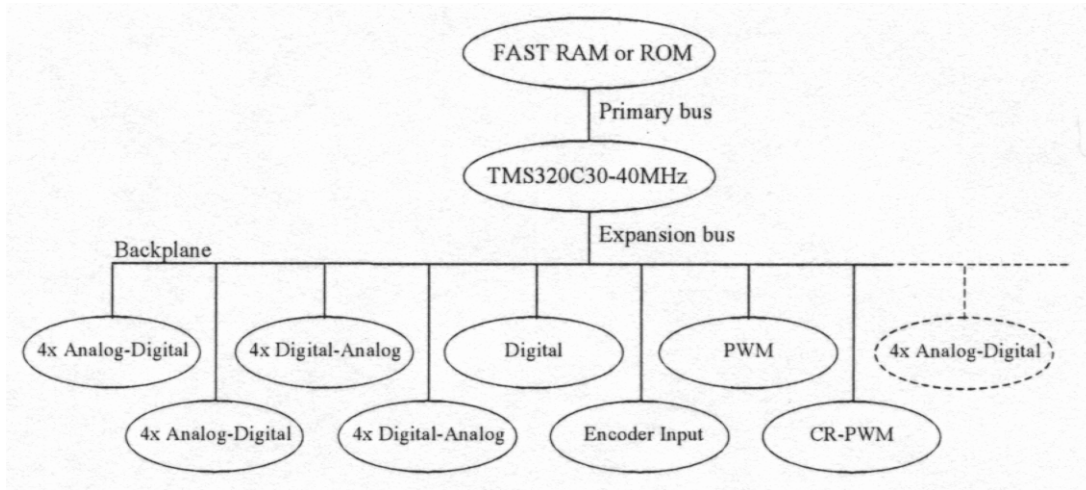 FAST RAM or ROM
Primary bus
TMS320C30-40MHz
Expansion bus
Backplane
4x Analog-Digital
4x Digital-Analog
Digital
PWM
4x Analog-Digital
4x Analog-Digital
4x Digital-Analog
Encoder Input
CR-PWM